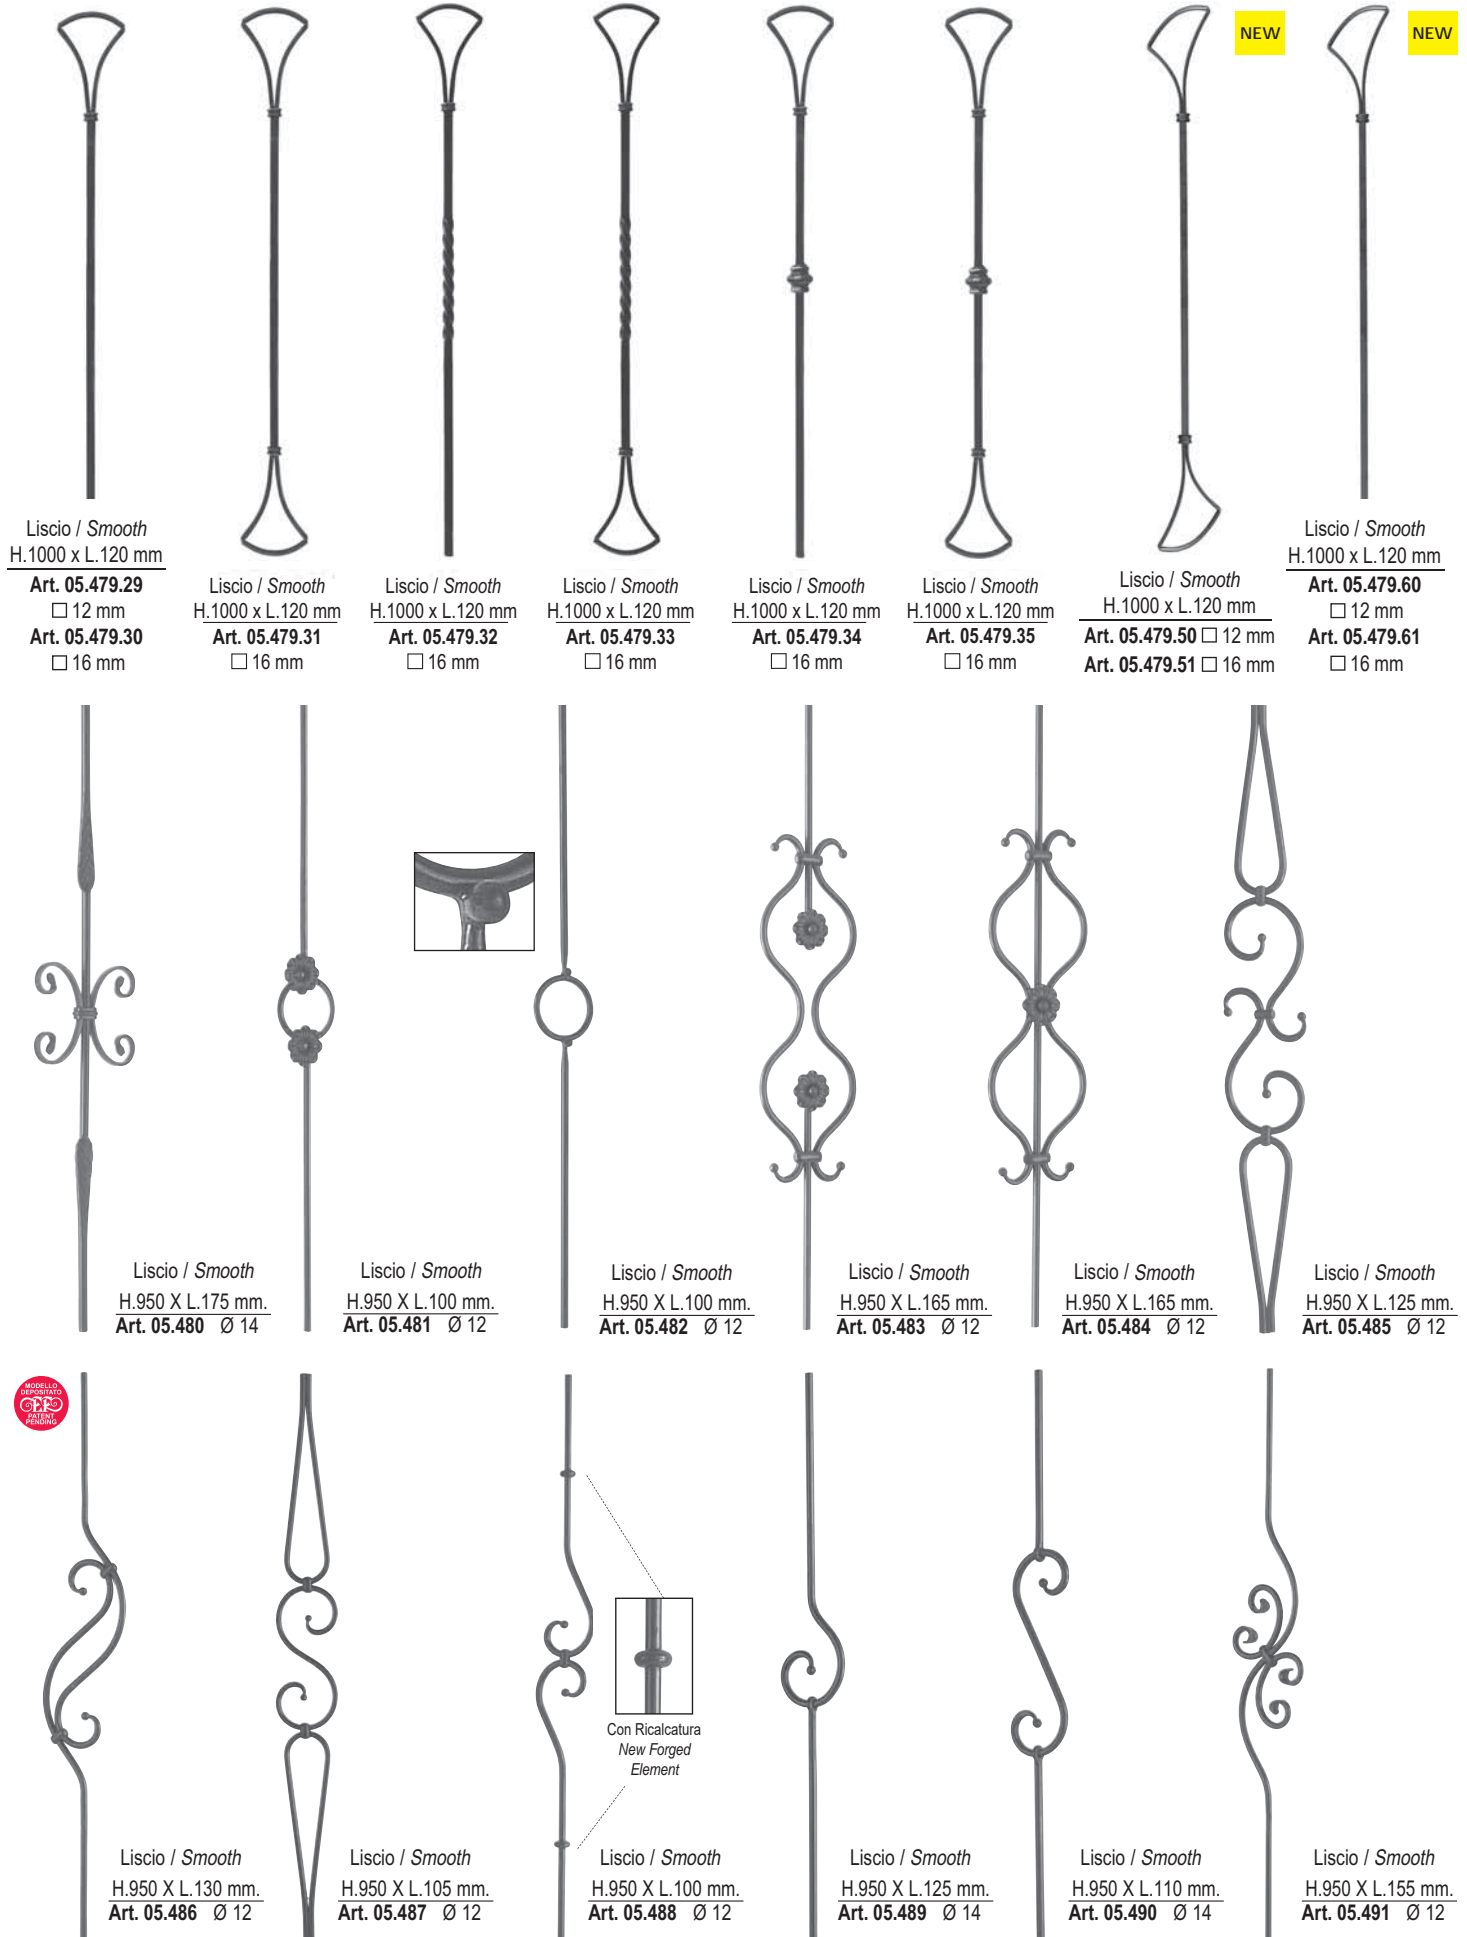 NEW
NEW
Liscio / Smooth
H.1000 x L.120 mm
Art. 05.479.29
□ 12 mm
Art. 05.479.30
□ 16 mm
Liscio / Smooth
H.1000 x L.120 mm
Art. 05.479.31
□ 16 mm
Liscio / Smooth
H.1000 x L.120 mm
Art. 05.479.32
□ 16 mm
Liscio / Smooth
H.1000 x L.120 mm
Art. 05.479.33
□ 16 mm
Liscio / Smooth
H.1000 x L.120 mm
Art. 05.479.34
□ 16 mm
Liscio / Smooth
H.1000 x L.120 mm
Art. 05.479.35
□ 16 mm
Liscio / Smooth
H.1000 x L.120 mm
Art. 05.479.50 □ 12 mm
Art. 05.479.51 □ 16 mm
Liscio / Smooth
H.1000 x L.120 mm
Art. 05.479.60
□ 12 mm
Art. 05.479.61
□ 16 mm
Liscio / Smooth
H.950 X L.175 mm.
Art. 05.480 Ø 14
Liscio / Smooth
H.950 X L.100 mm.
Art. 05.481 Ø 12
Liscio / Smooth
H.950 X L.100 mm.
Art. 05.482 Ø 12
Liscio / Smooth
H.950 X L.165 mm.
Art. 05.483 Ø 12
Liscio / Smooth
H.950 X L.165 mm.
Art. 05.484 Ø 12
Liscio / Smooth
H.950 X L.125 mm.
Art. 05.485 Ø 12
MODELLO
DEPOSITATO
PATENT
PENDING
Con Ricalcatura
New Forged
Element
Liscio / Smooth
H.950 X L.130 mm.
Art. 05.486 Ø 12
Liscio / Smooth
H.950 X L.105 mm.
Art. 05.487 Ø 12
Liscio / Smooth
H.950 X L.100 mm.
Art. 05.488 Ø 12
Liscio / Smooth
H.950 X L.125 mm.
Art. 05.489 Ø 14
Liscio / Smooth
H.950 X L.110 mm.
Art. 05.490 Ø 14
Liscio / Smooth
H.950 X L.155 mm.
Art. 05.491 Ø 12